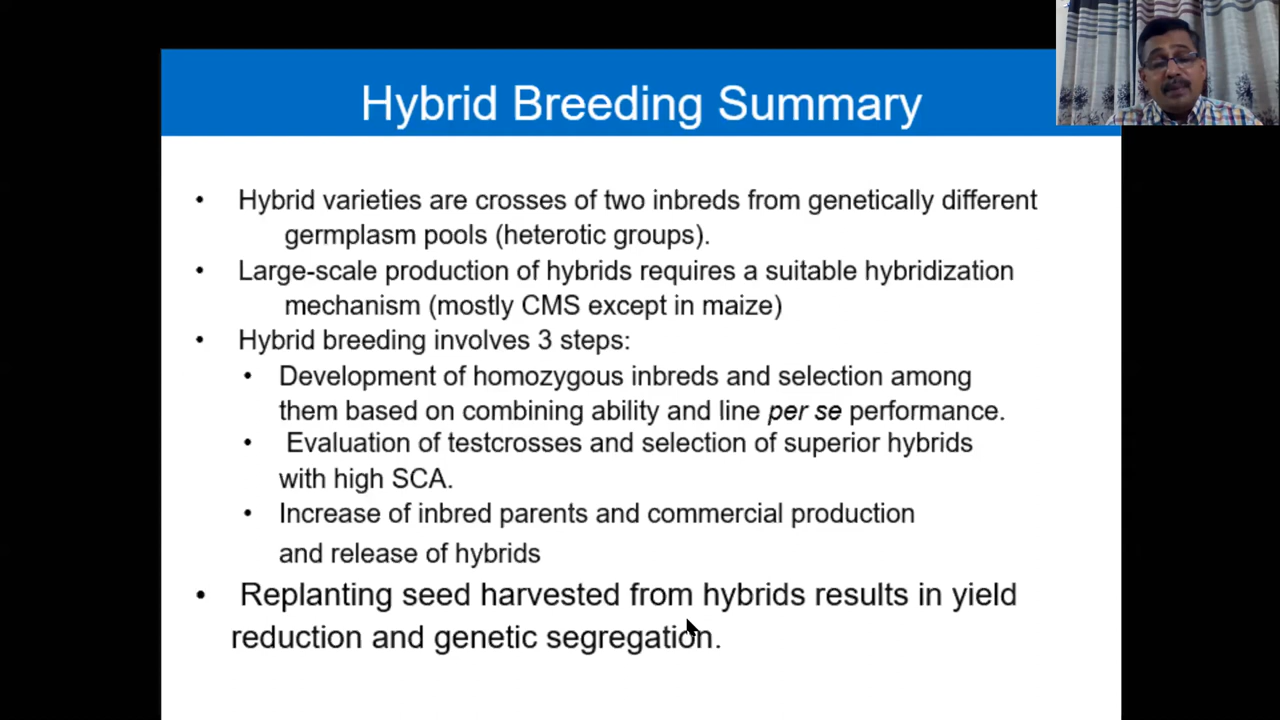 Hybrid Breeding Summary
• Hybrid varieties are crosses of two inbreds from genetically different
germplasm pools (heterotic groups).
• Large-scale production of hybrids requires a suitable hybridization
mechanism (mostly CMS except in maize)
• Hybrid breeding involves 3 steps:
• Development of homozygous inbreds and selection among
them based on combining ability and line per se performance.
• Evaluation of testcrosses and selection of superior hybrids
with high SCA.
• Increase of inbred parents and commercial production
and release of hybrids
• Replanting seed harvested from hybrids results in yield
reduction and genetic segregation.